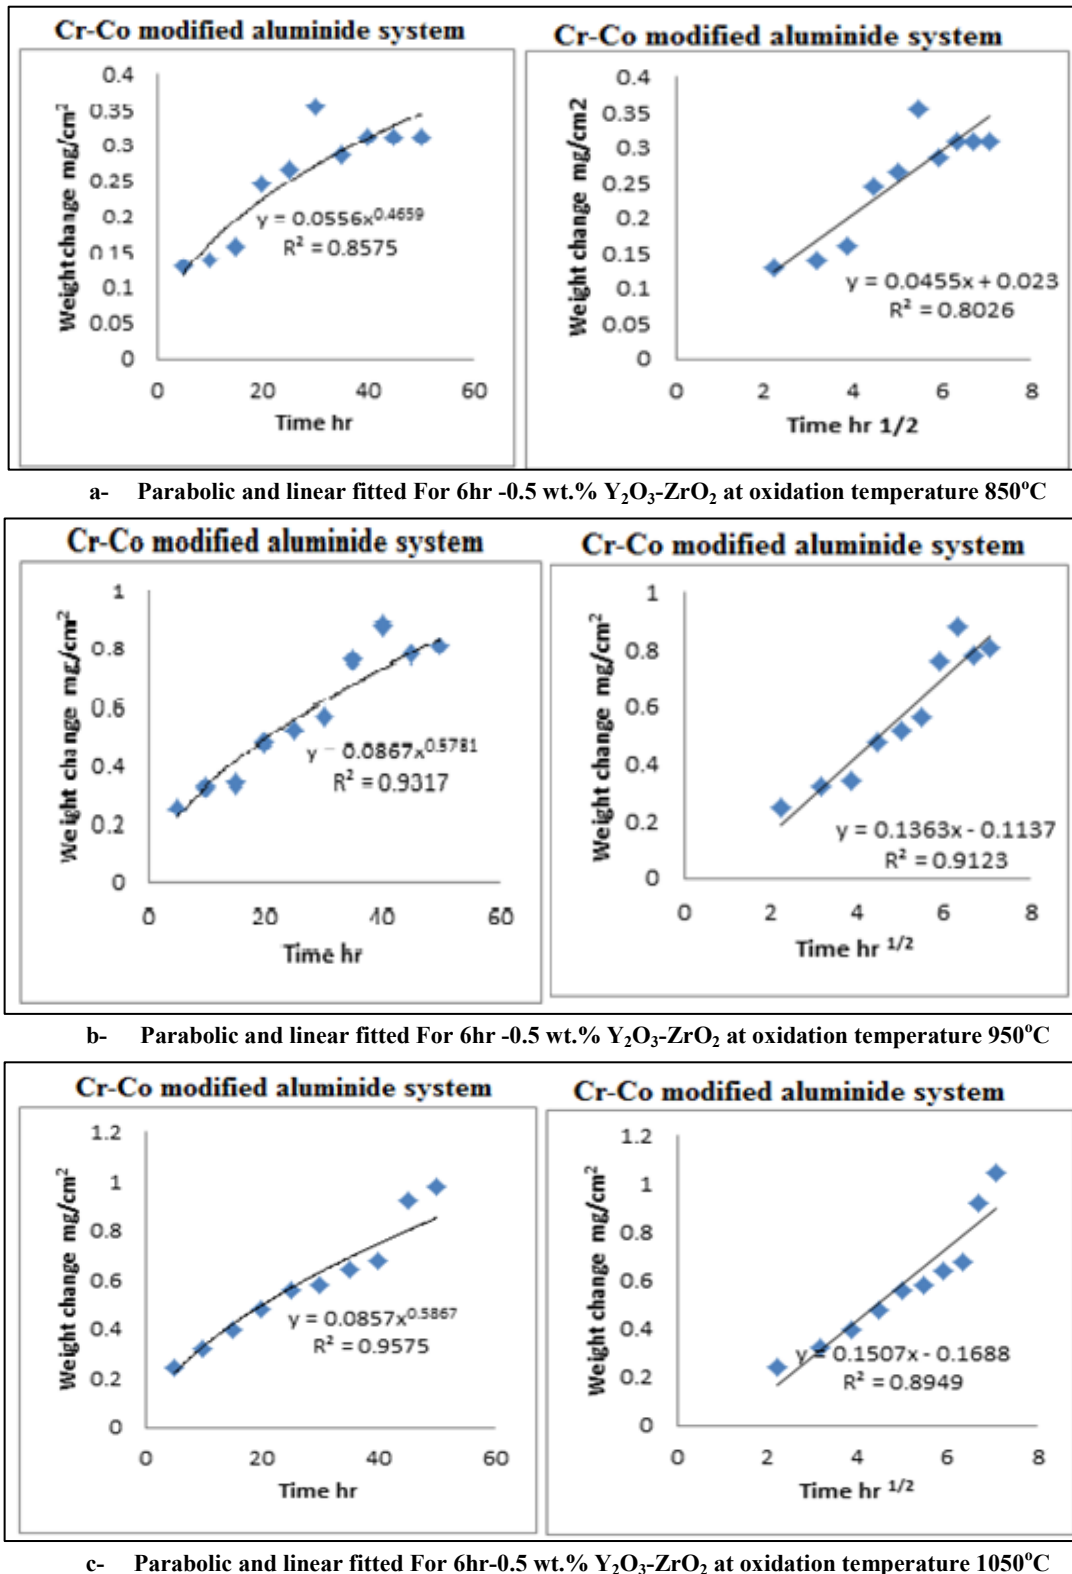 Cr-Co modified aluminide system
Weight change mg/cm²
0.4
0.35
0.3
0.25
0.2
0.15
0.1
0.05
0
y = 0.0556x^0.4659
R² = 0.8575
0 20 40 60
Time hr
Cr-Co modified aluminide system
Weight change mg/cm2
0.4
0.35
0.3
0.25
0.2
0.15
0.1
0.05
0
y = 0.0455x + 0.023
R² = 0.8026
0 2 4 6 8
Time hr 1/2
a- Parabolic and linear fitted For 6hr -0.5 wt.% Y₂O₃-ZrO₂ at oxidation temperature 850°C
Cr-Co modified aluminide system
Weight change mg/cm²
1
0.8
0.6
0.4
0.2
0
y = 0.0867x^0.5781
R² = 0.9317
0 20 40 60
Time hr
Cr-Co modified aluminide system
Weight change mg/cm²
1
0.8
0.6
0.4
0.2
0
y = 0.1363x - 0.1137
R² = 0.9123
0 2 4 6 8
Time hr ^1/2
b- Parabolic and linear fitted For 6hr -0.5 wt.% Y₂O₃-ZrO₂ at oxidation temperature 950°C
Cr-Co modified aluminide system
Weight change mg/cm²
1.2
1
0.8
0.6
0.4
0.2
0
y = 0.0857x^0.5867
R² = 0.9575
0 20 40 60
Time hr
Cr-Co modified aluminide system
Weight change mg/cm²
1.2
1
0.8
0.6
0.4
0.2
0
y = 0.1507x - 0.1688
R² = 0.8949
0 2 4 6 8
Time hr ^1/2
c- Parabolic and linear fitted For 6hr-0.5 wt.% Y₂O₃-ZrO₂ at oxidation temperature 1050°C